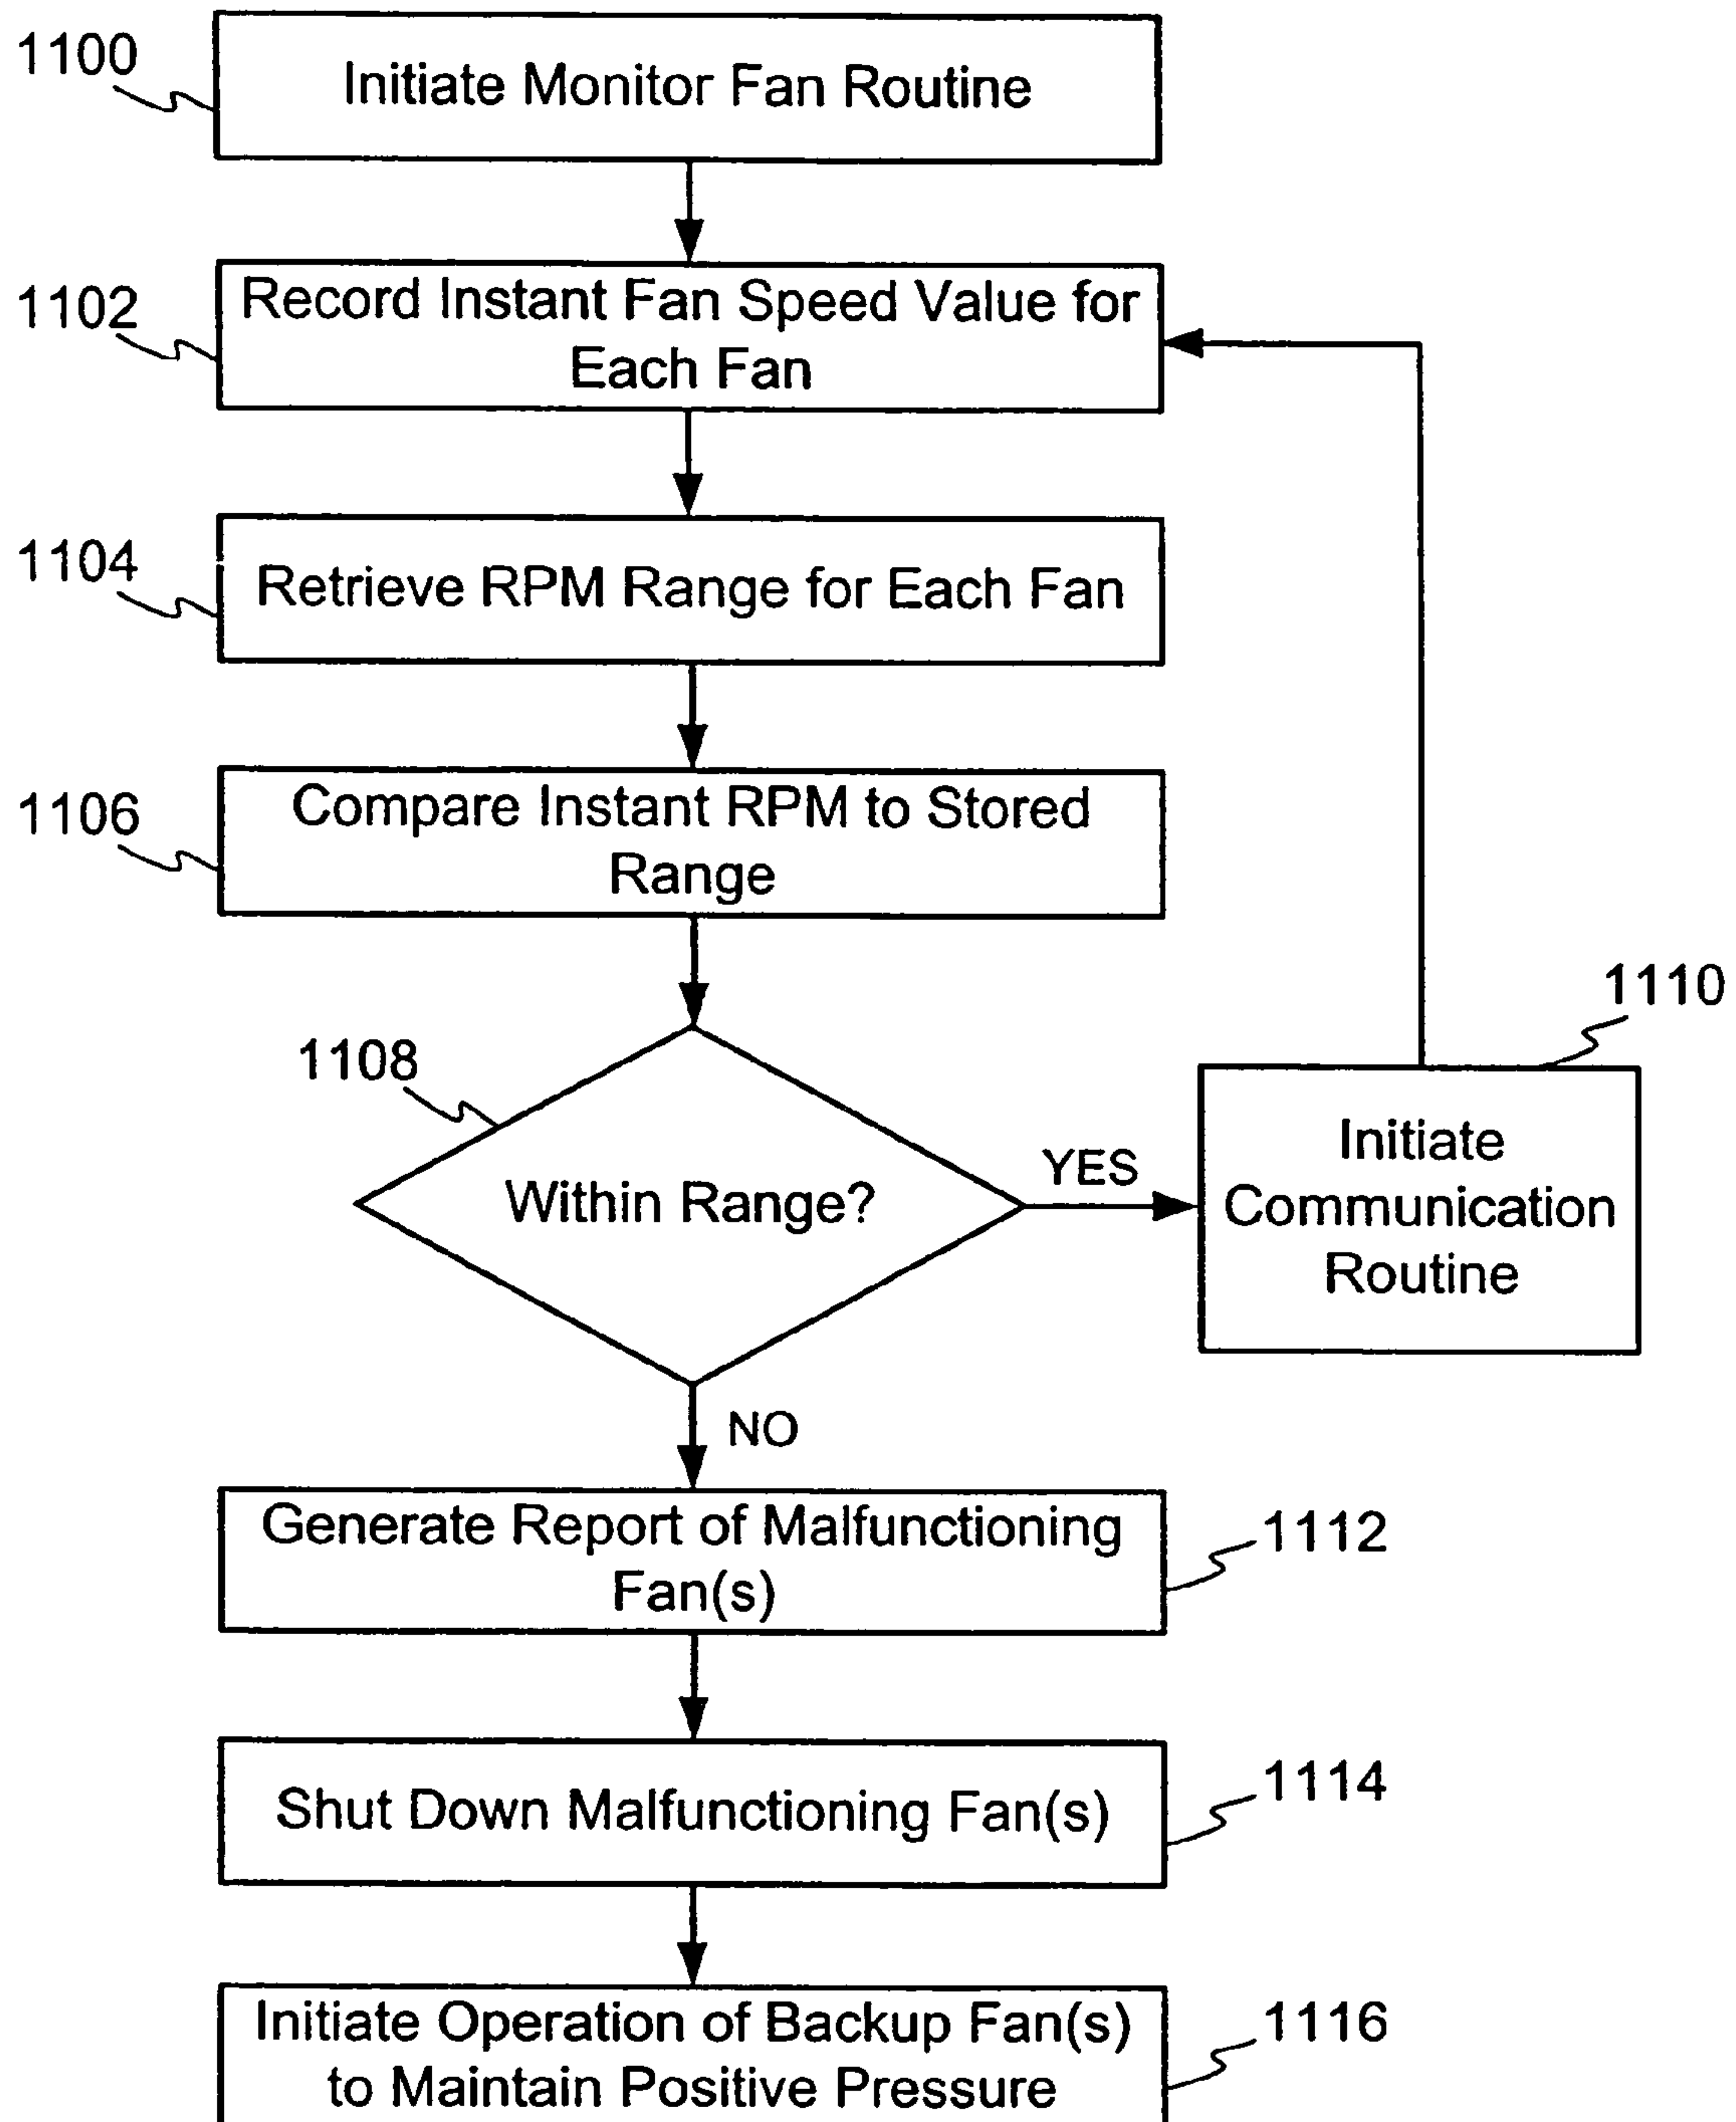 1100
Initiate Monitor Fan Routine
1102
Record Instant Fan Speed Value for
Each Fan
1104
Retrieve RPM Range for Each Fan
1106
Compare Instant RPM to Stored
Range
1108
Within Range?
YES
1110
Initiate
Communication
Routine
NO
Generate Report of Malfunctioning
Fan(s)
1112
Shut Down Malfunctioning Fan(s)
1114
Initiate Operation of Backup Fan(s)
to Maintain Positive Pressure
1116